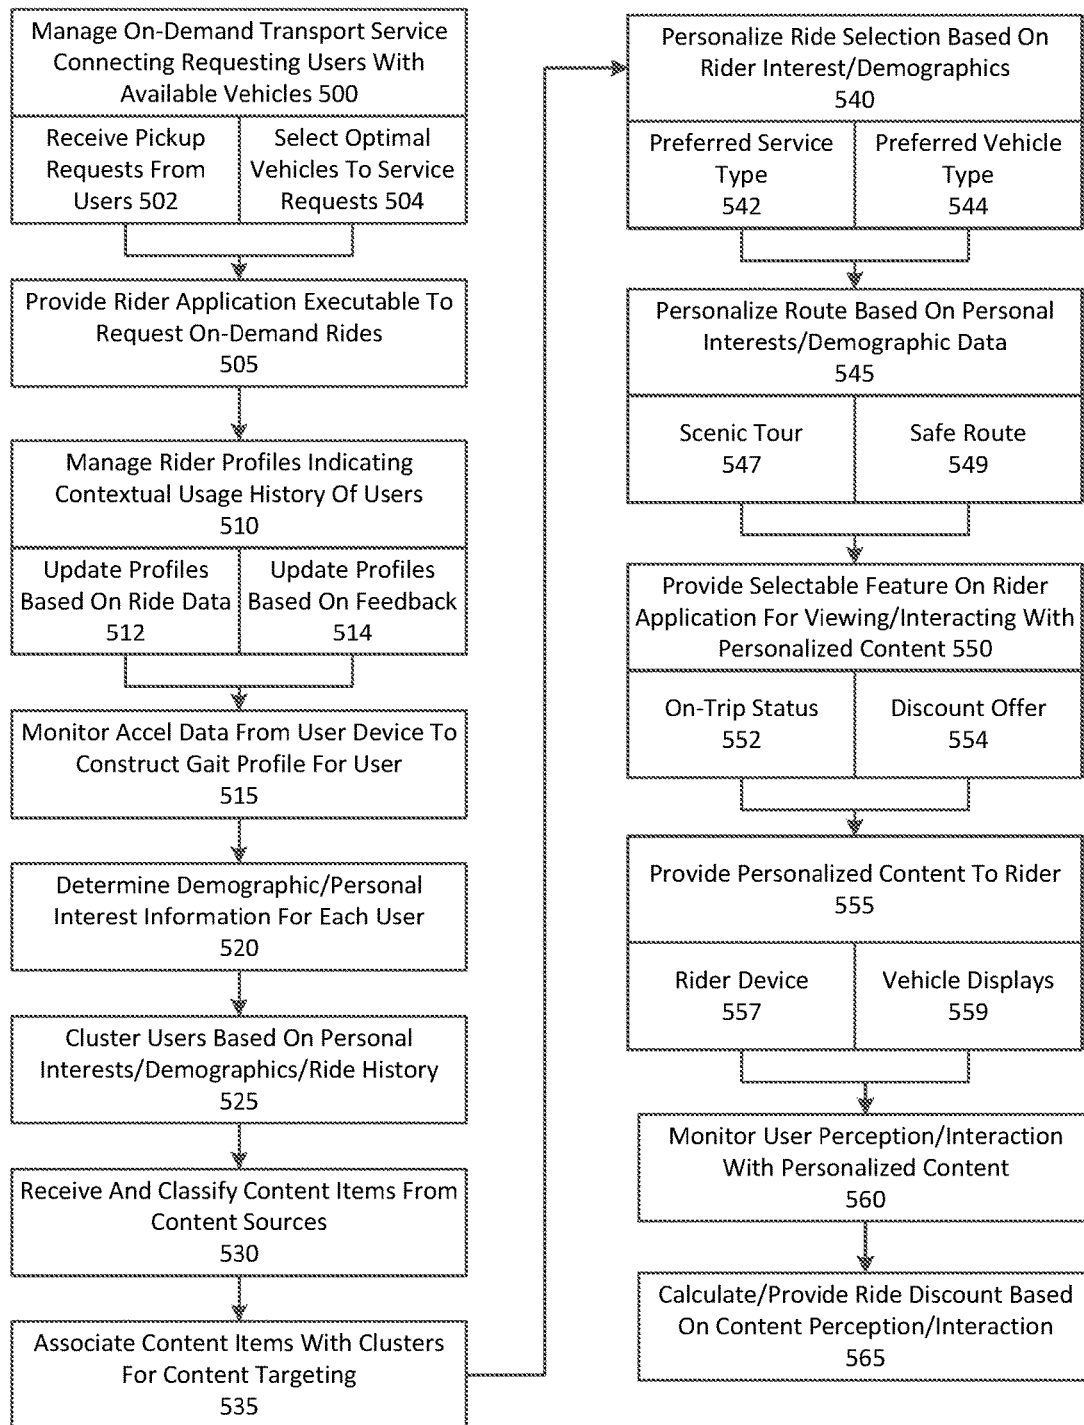 Manage On-Demand Transport Service
Connecting Requesting Users With
Available Vehicles 500
Receive Pickup
Requests From
Users 502
Select Optimal
Vehicles To Service
Requests 504
Provide Rider Application Executable To
Request On-Demand Rides
505
Manage Rider Profiles Indicating
Contextual Usage History Of Users
510
Update Profiles
Based On Ride Data
512
Update Profiles
Based On Feedback
514
Monitor Accel Data From User Device To
Construct Gait Profile For User
515
Determine Demographic/Personal
Interest Information For Each User
520
Cluster Users Based On Personal
Interests/Demographics/Ride History
525
Receive And Classify Content Items From
Content Sources
530
Associate Content Items With Clusters
For Content Targeting
535
Personalize Ride Selection Based On
Rider Interest/Demographics
540
Preferred Service
Type
542
Preferred Vehicle
Type
544
Personalize Route Based On Personal
Interests/Demographic Data
545
Scenic Tour
547
Safe Route
549
Provide Selectable Feature On Rider
Application For Viewing/Interacting With
Personalized Content 550
On-Trip Status
552
Discount Offer
554
Provide Personalized Content To Rider
555
Rider Device
557
Vehicle Displays
559
Monitor User Perception/Interaction
With Personalized Content
560
Calculate/Provide Ride Discount Based
On Content Perception/Interaction
565